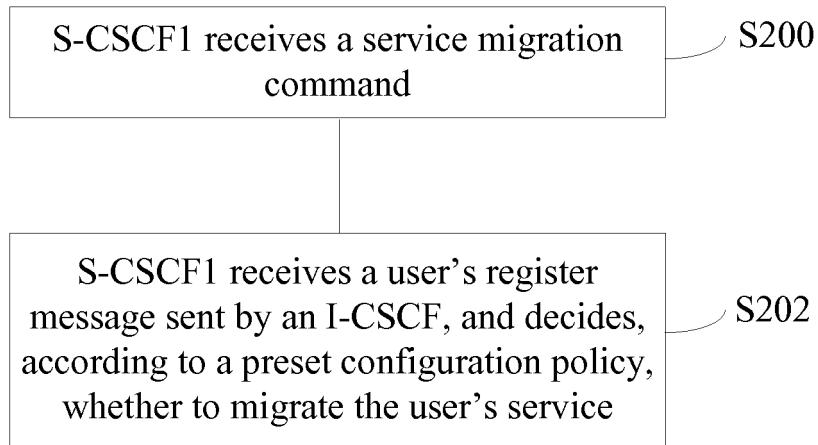 S-CSCF1 receives a service migration
command
S200
S-CSCF1 receives a user's register
message sent by an I-CSCF, and decides,
according to a preset configuration policy,
whether to migrate the user's service
S202